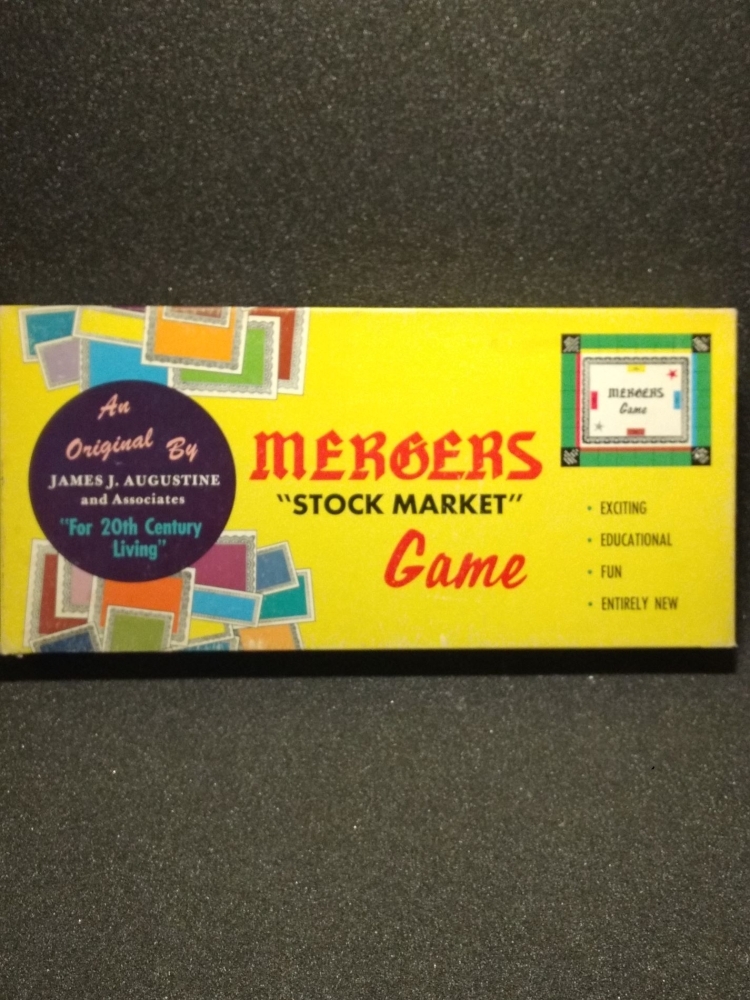 An
Original By
JAMES J. AUGUSTINE
and Associates
"For 20th Century
Living"
MERGERS
"STOCK MARKET"
Game
MERGERS
Game
• EXCITING
• EDUCATIONAL
• FUN
• ENTIRELY NEW